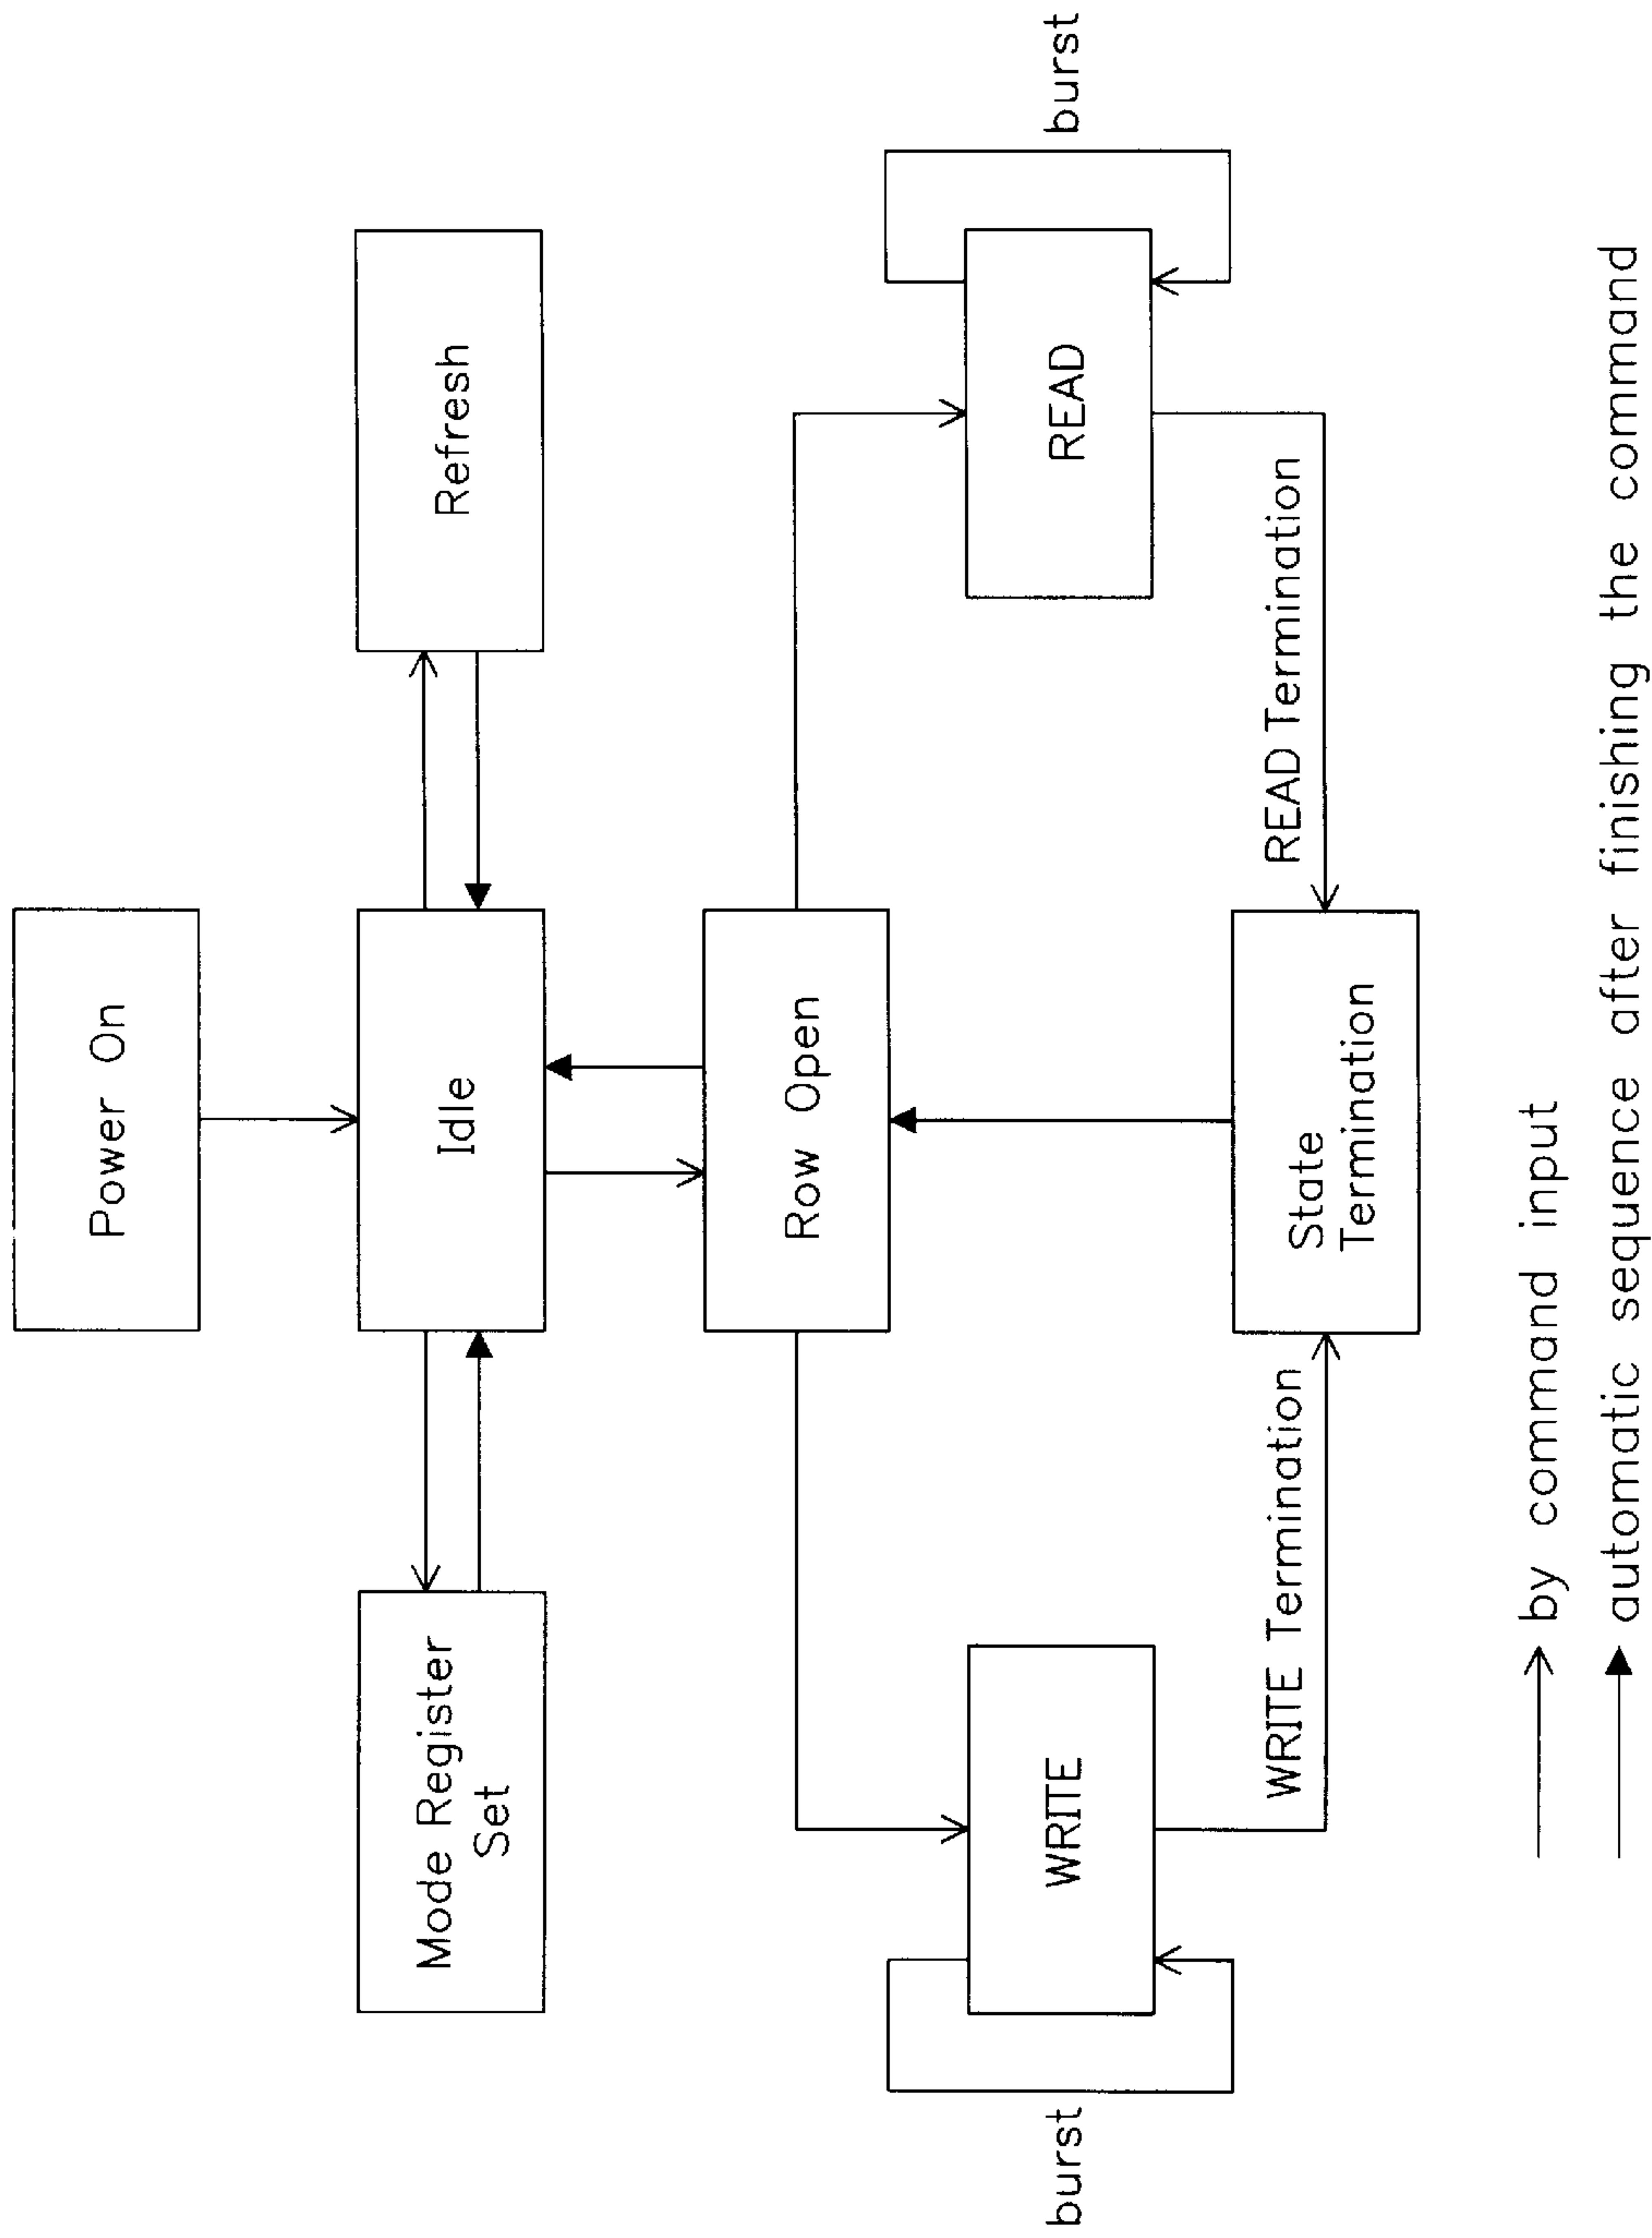 Power On
Mode Register
Set
Idle
Refresh
Row Open
burst
WRITE
READ
burst
WRITE Termination
READ Termination
State
Termination
by command input
automatic sequence after finishing the command